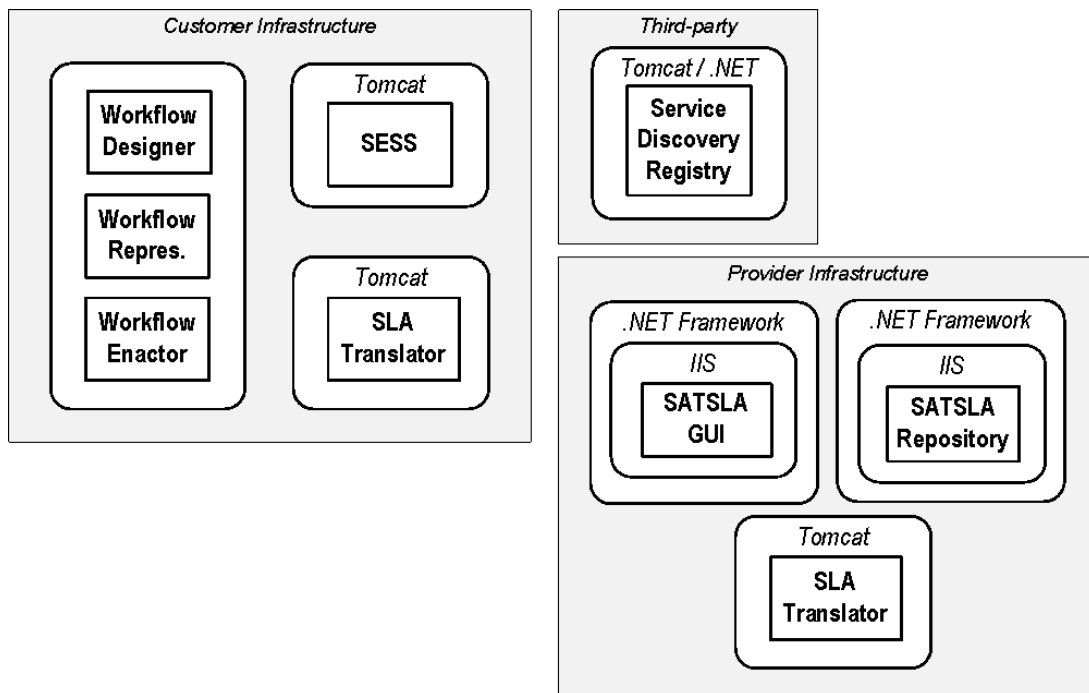 Customer Infrastructure
Workflow
Designer
Workflow
Repres.
Workflow
Enactor
Tomcat
SESS
Tomcat
SLA
Translator
Third-party
Tomcat / .NET
Service
Discovery
Registry
Provider Infrastructure
.NET Framework
IIS
SATSLA
GUI
.NET Framework
IIS
SATSLA
Repository
Tomcat
SLA
Translator